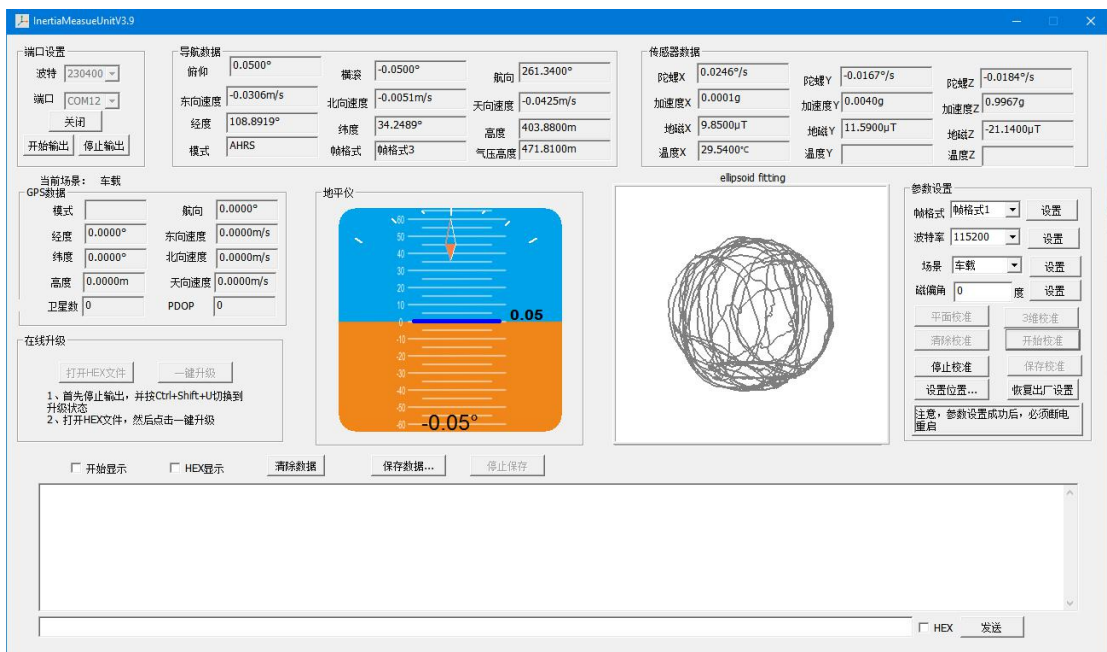 InertiaMeasueUnitV3.9
端口设置
波特 230400
端口 COM12
关闭
开始输出 停止输出
导航数据
俯仰 0.0500° 横滚 -0.0500° 航向 261.3400°
东向速度 -0.0306m/s 北向速度 -0.0051m/s 天向速度 -0.0425m/s
经度 108.8919° 纬度 34.2489° 高度 403.8800m
模式 AHRS 帧格式 帧格式3 气压高度 471.8100m
传感器数据
陀螺X 0.0246°/s 陀螺Y -0.0167°/s 陀螺Z -0.0184°/s
加速度X 0.0001g 加速度Y 0.0040g 加速度Z 0.9967g
地磁X 9.8500μT 地磁Y 11.5900μT 地磁Z -21.1400μT
温度X 29.5400℃ 温度Y 温度Z
当前场景： 车载
GPS数据
模式 航向 0.0000°
经度 0.0000° 东向速度 0.0000m/s
纬度 0.0000° 北向速度 0.0000m/s
高度 0.0000m 天向速度 0.0000m/s
卫星数 0 PDOP 0
在线升级
打开HEX文件 一键升级
1、首先停止输出，并按Ctrl+Shift+U切换到
升级状态
2、打开HEX文件，然后点击一键升级
地平仪
60
50
40
30
20
10
0 0.05
-10
-20
-30
-40
-50
-60 -0.05°
ellipsoid fitting
参数设置
帧格式 帧格式1 设置
波特率 115200 设置
场景 车载 设置
磁偏角 0 度 设置
平面校准 3维校准
清除校准 开始校准
停止校准 保存校准
设置位置... 恢复出厂设置
注意，参数设置成功后，必须断电
重启
开始显示 HEX显示 清除数据 保存数据... 停止保存
HEX 发送